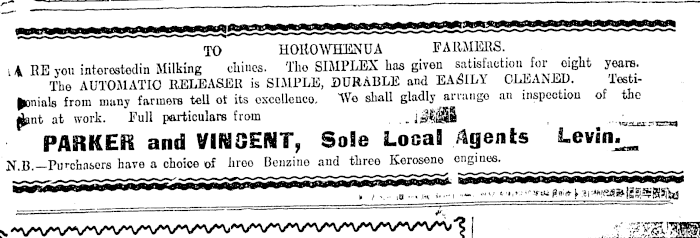 TO HOROWHENUA FARMERS.
ARE you interestedin Milking chines. The SIMPLEX has given satisfaction for eight years.
The AUTOMATIC RELEASER is SIMPLE, DURABLE and EASILY CLEANED. Testi-
onials from many farmers tell of its excellence. We shall gladly arrange an inspection of the
ant at work. Full particulars from
PARKER and VINCENT, Sole Local Agents Levin.
N.B.—Purchasers have a choice of hree Benzine and three Kerosene engines.